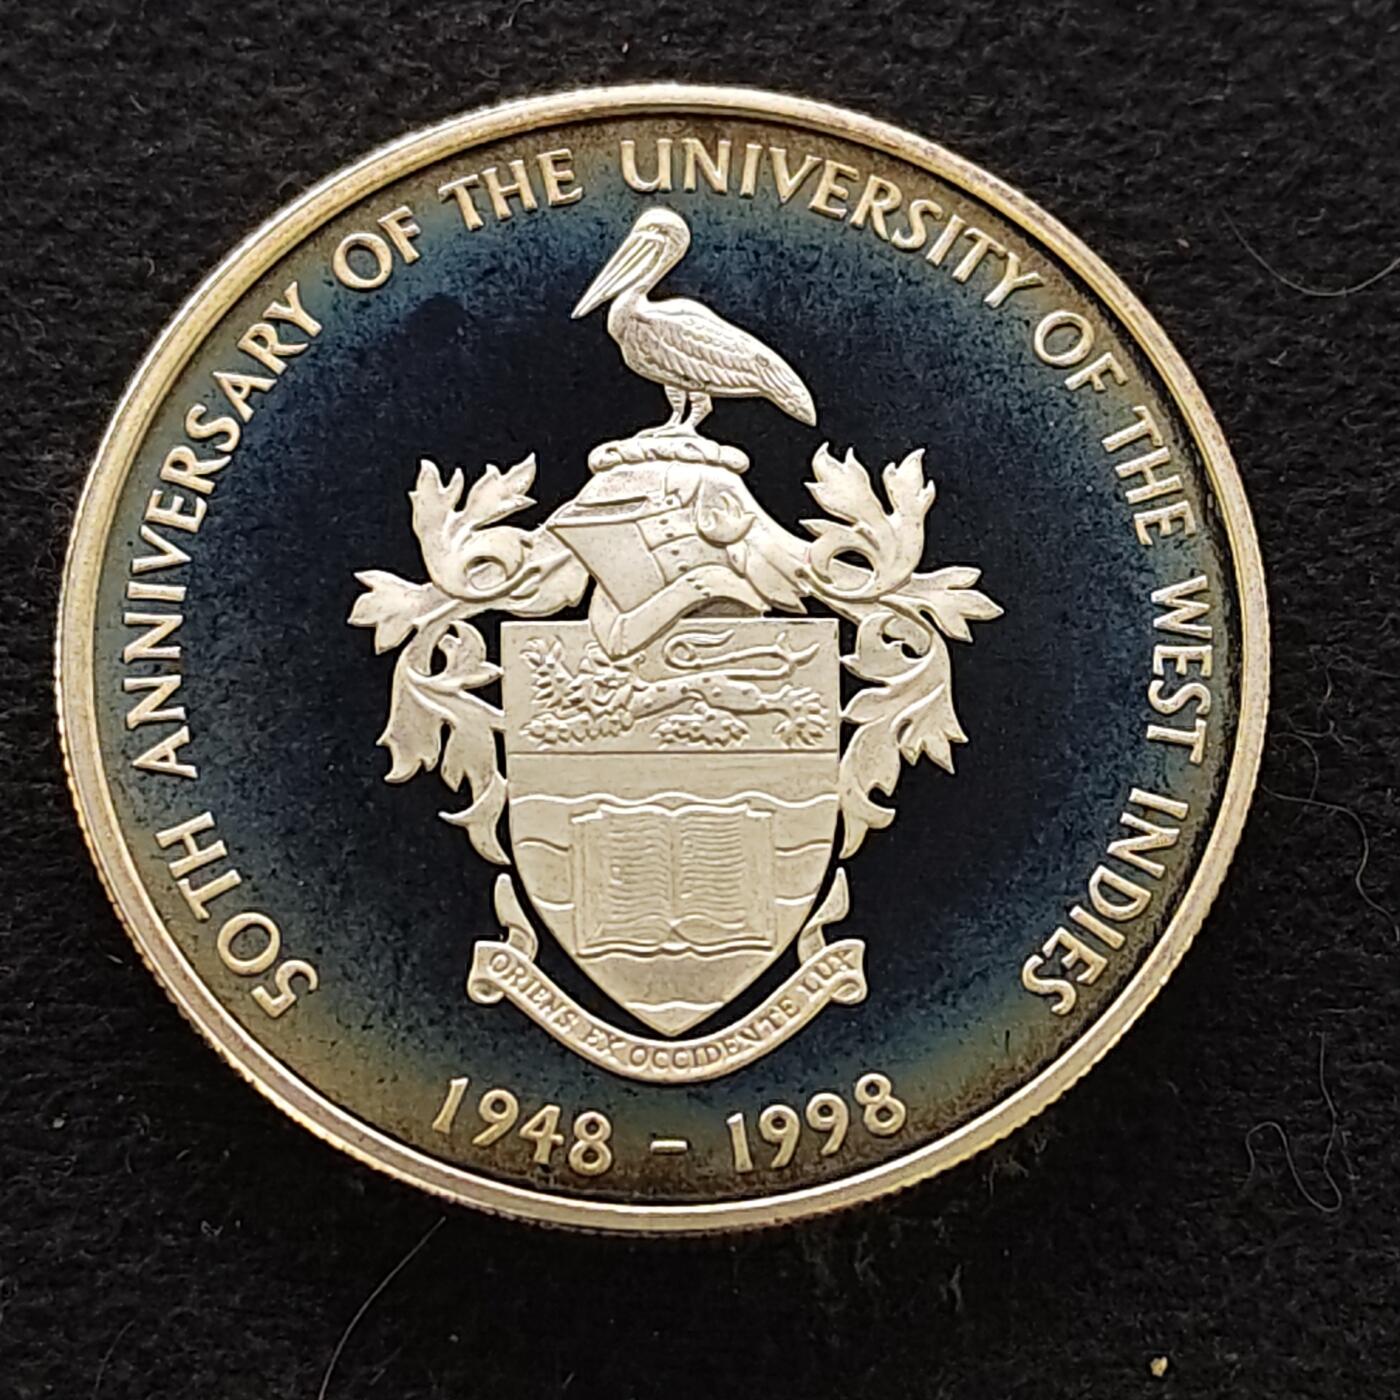 50TH ANNIVERSARY OF THE UNIVERSITY OF THE WEST INDIES
ORIENS EX OCCIDENTE LUX
1948 - 1998